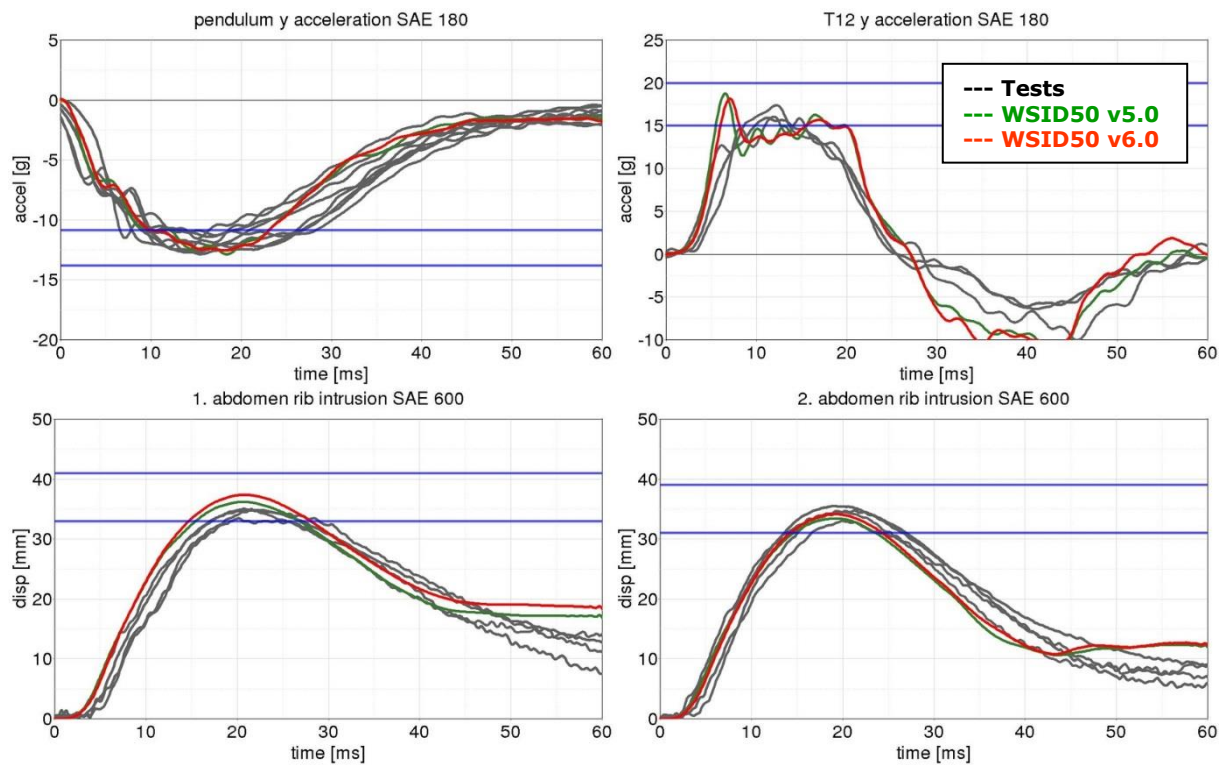 pendulum y acceleration SAE 180
5
0
-5
-10
-15
-20
accel [g]
0 10 20 30 40 50 60
time [ms]
T12 y acceleration SAE 180
25
20
15
10
5
0
-5
-10
accel [g]
0 10 20 30 40 50 60
time [ms]
--- Tests
--- WSID50 v5.0
--- WSID50 v6.0
1. abdomen rib intrusion SAE 600
50
40
30
20
10
0
disp [mm]
0 10 20 30 40 50 60
time [ms]
2. abdomen rib intrusion SAE 600
50
40
30
20
10
0
disp [mm]
0 10 20 30 40 50 60
time [ms]